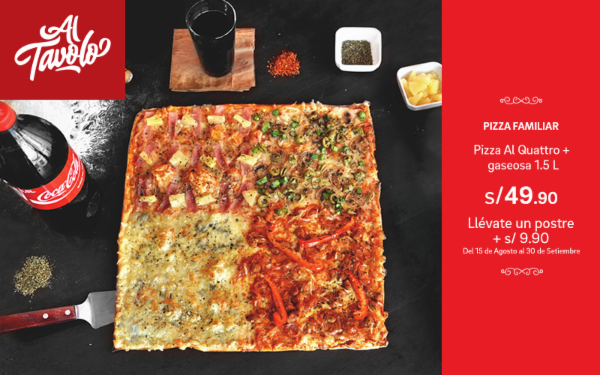 Al
Tavolo
Coca-Cola
PIZZA FAMILIAR
Pizza Al Quattro +
gaseosa 1.5 L
S/49.90
Llévate un postre
+ s/ 9.90
Del 15 de Agosto al 30 de Setiembre